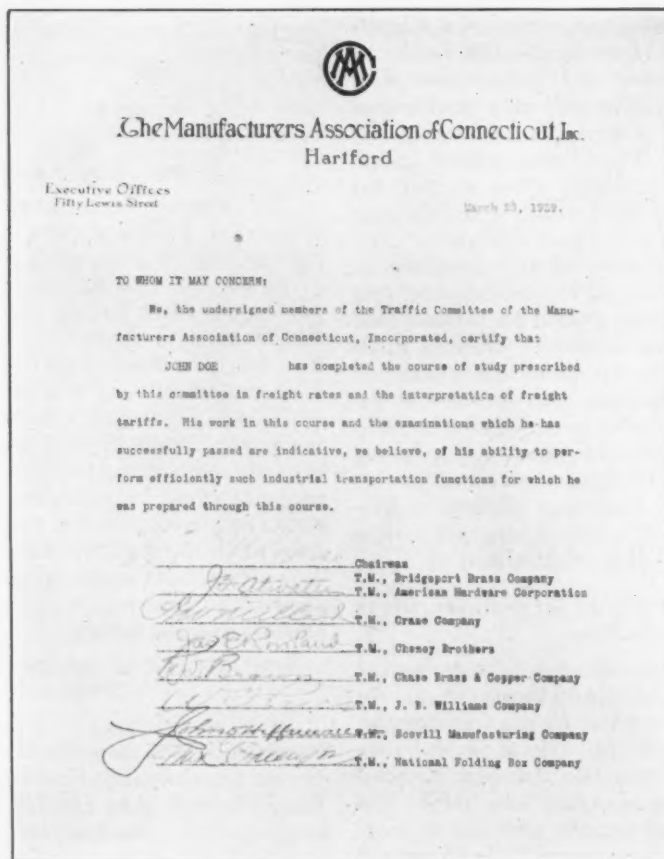 The Manufacturers Association of Connecticut, Inc.
Hartford
Executive Offices
Fifty Lewis Street
March 1929.
TO WHOM IT MAY CONCERN:
We, the undersigned members of the Traffic Committee of the Manu-
facturers Association of Connecticut, Incorporated, certify that
JOHN DOE has completed the course of study prescribed
by this committee in freight rates and the interpretation of freight
tariffs. His work in this course and the examinations which he has
successfully passed are indicative, we believe, of his ability to per-
form efficiently such industrial transportation functions for which he
was prepared through this course.
Chairman
T.M., Bridgeport Brass Company
T.M., American Hardware Corporation
T.M., Crane Company
T.M., Cheney Brothers
T.M., Chase Brass & Copper Company
T.M., J. B. Williams Company
Scovill Manufacturing Company
T.M., National Folding Box Company